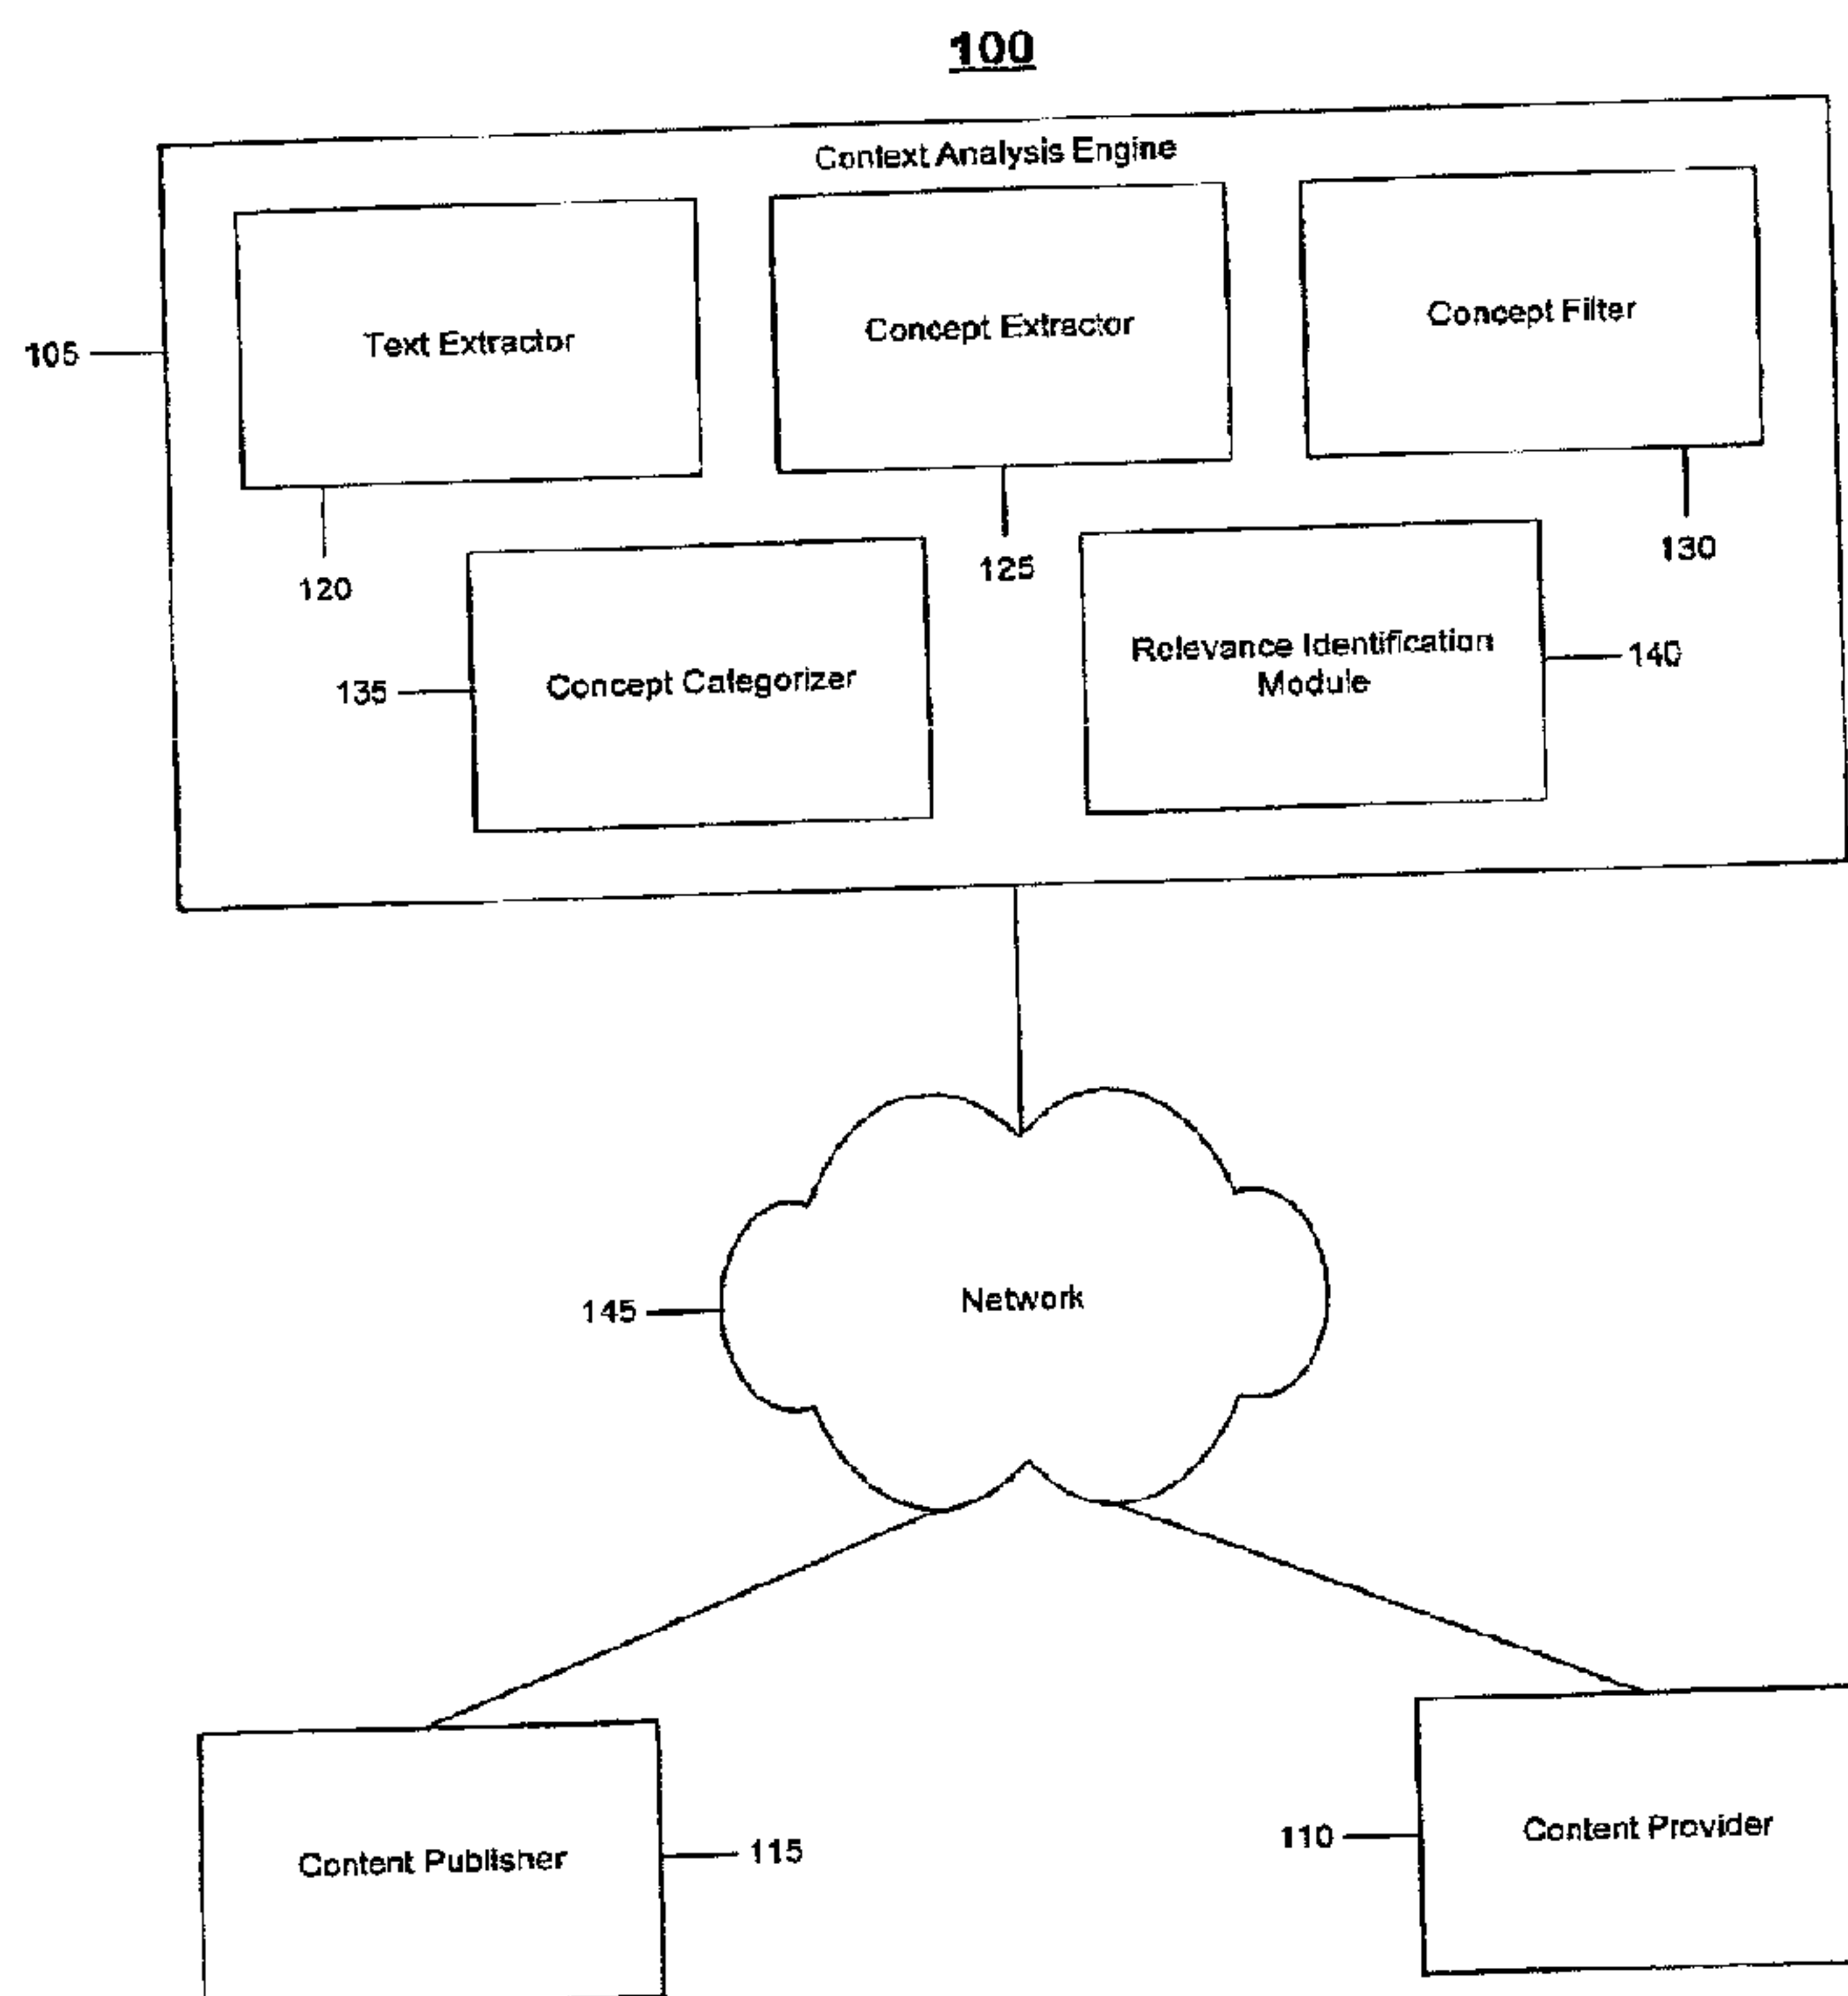 100
Context Analysis Engine
Text Extractor
Concept Extractor
Concept Filter
105
120
125
130
135
Concept Categorizer
Relevance Identification
Module
140
145
Network
Content Publisher
115
110
Content Provider